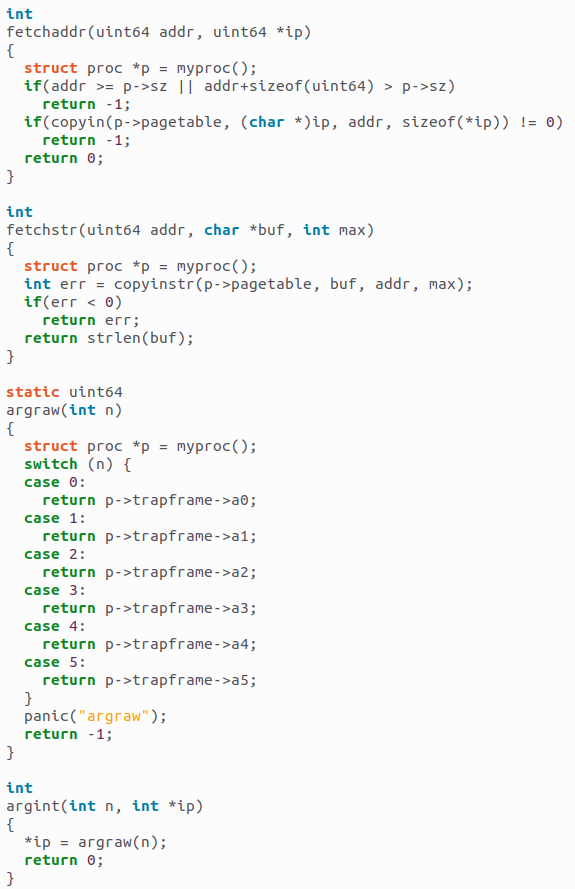 int
fetchaddr(uint64 addr, uint64 *ip)
{
  struct proc *p = myproc();
  if(addr >= p->sz || addr+sizeof(uint64) > p->sz)
    return -1;
  if(copyin(p->pagetable, (char *)ip, addr, sizeof(*ip)) != 0)
    return -1;
  return 0;
}

int
fetchstr(uint64 addr, char *buf, int max)
{
  struct proc *p = myproc();
  int err = copyinstr(p->pagetable, buf, addr, max);
  if(err < 0)
    return err;
  return strlen(buf);
}

static uint64
argraw(int n)
{
  struct proc *p = myproc();
  switch (n) {
  case 0:
    return p->trapframe->a0;
  case 1:
    return p->trapframe->a1;
  case 2:
    return p->trapframe->a2;
  case 3:
    return p->trapframe->a3;
  case 4:
    return p->trapframe->a4;
  case 5:
    return p->trapframe->a5;
  }
  panic("argraw");
  return -1;
}

int
argint(int n, int *ip)
{
  *ip = argraw(n);
  return 0;
}